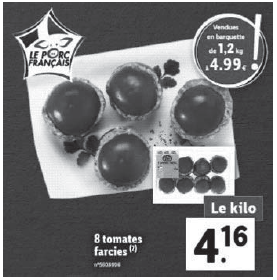 LE PORC
FRANÇAIS
Vendues
en barquette
de 1,2 kg
4.99€
8 tomates
farcies (2)
Le kilo
4.16